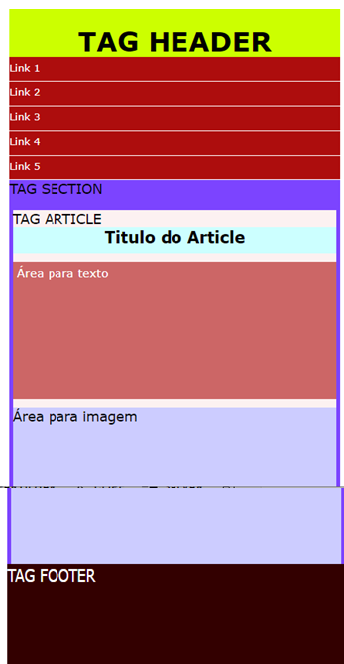 TAG HEADER
Link 1
Link 2
Link 3
Link 4
Link 5
TAG SECTION
TAG ARTICLE
Titulo do Article
Área para texto
Área para imagem
TAG FOOTER